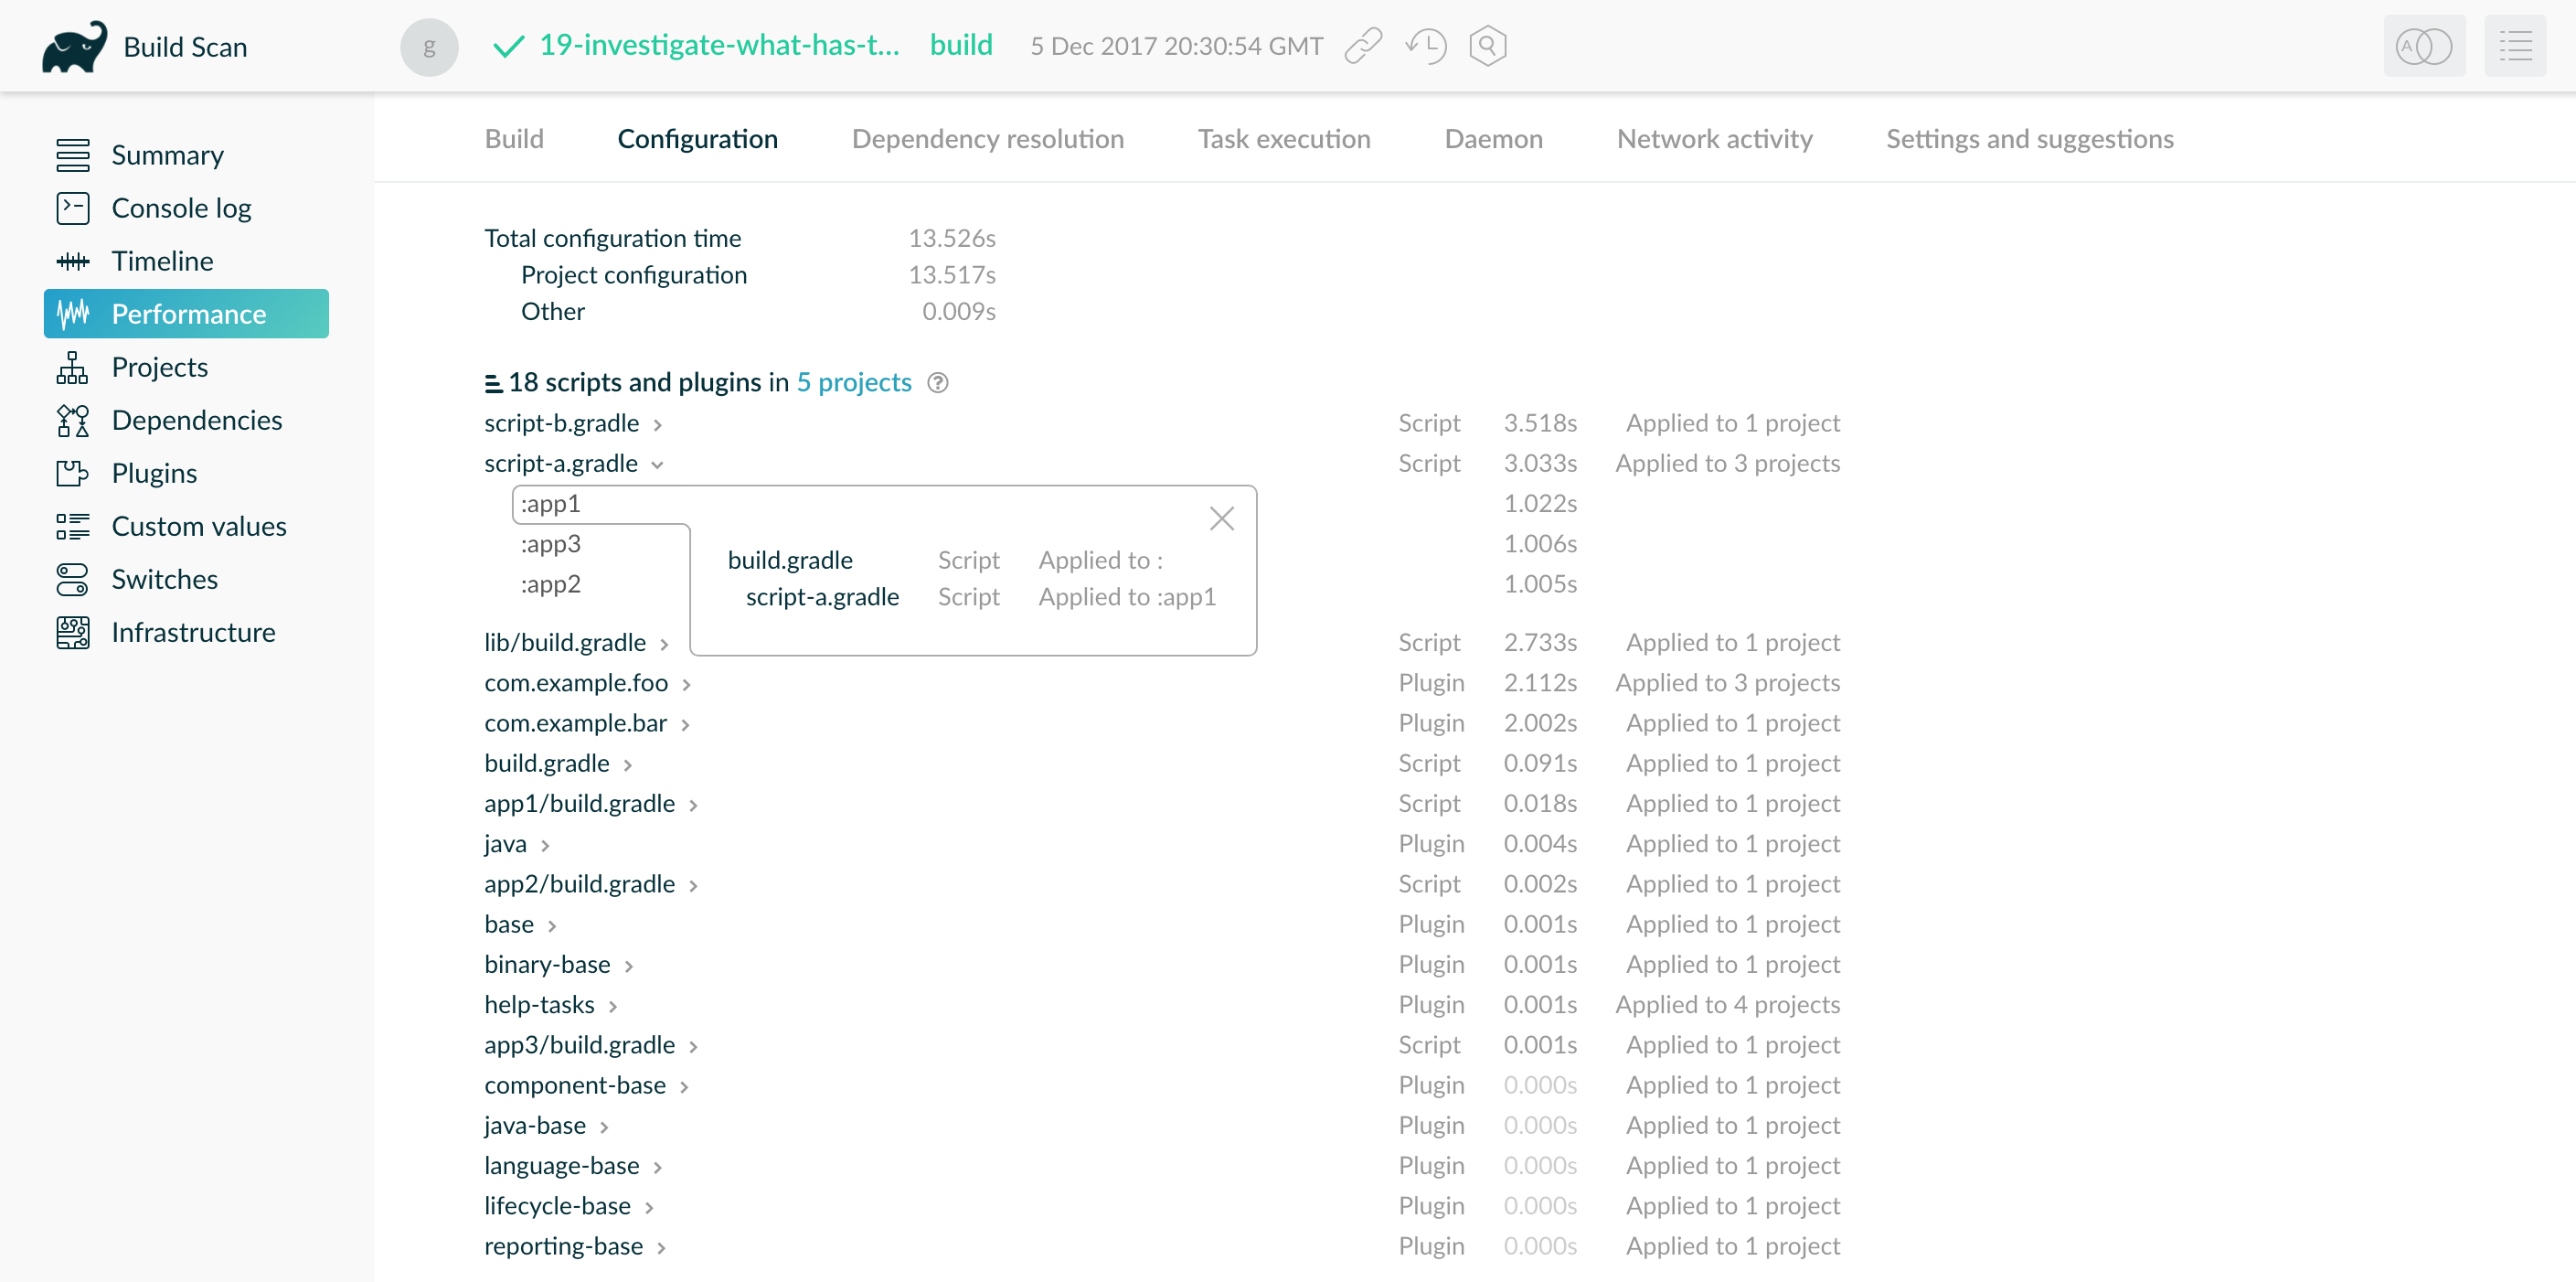 Build Scan
g 19-investigate-what-has-t... build 5 Dec 2017 20:30:54 GMT
A
Summary
Console log
Timeline
Performance
Projects
Dependencies
Plugins
Custom values
Switches
Infrastructure
Build Configuration Dependency resolution Task execution Daemon Network activity Settings and suggestions
Total configuration time 13.526s
Project configuration 13.517s
Other 0.009s
18 scripts and plugins in 5 projects ?
script-b.gradle Script 3.518s Applied to 1 project
script-a.gradle Script 3.033s Applied to 3 projects
:app1 1.022s
:app3 1.006s
:app2 1.005s
build.gradle Script Applied to :
script-a.gradle Script Applied to :app1
lib/build.gradle Script 2.733s Applied to 1 project
com.example.foo Plugin 2.112s Applied to 3 projects
com.example.bar Plugin 2.002s Applied to 1 project
build.gradle Script 0.091s Applied to 1 project
app1/build.gradle Script 0.018s Applied to 1 project
java Plugin 0.004s Applied to 1 project
app2/build.gradle Script 0.002s Applied to 1 project
base Plugin 0.001s Applied to 1 project
binary-base Plugin 0.001s Applied to 1 project
help-tasks Plugin 0.001s Applied to 4 projects
app3/build.gradle Script 0.001s Applied to 1 project
component-base Plugin 0.000s Applied to 1 project
java-base Plugin 0.000s Applied to 1 project
language-base Plugin 0.000s Applied to 1 project
lifecycle-base Plugin 0.000s Applied to 1 project
reporting-base Plugin 0.000s Applied to 1 project